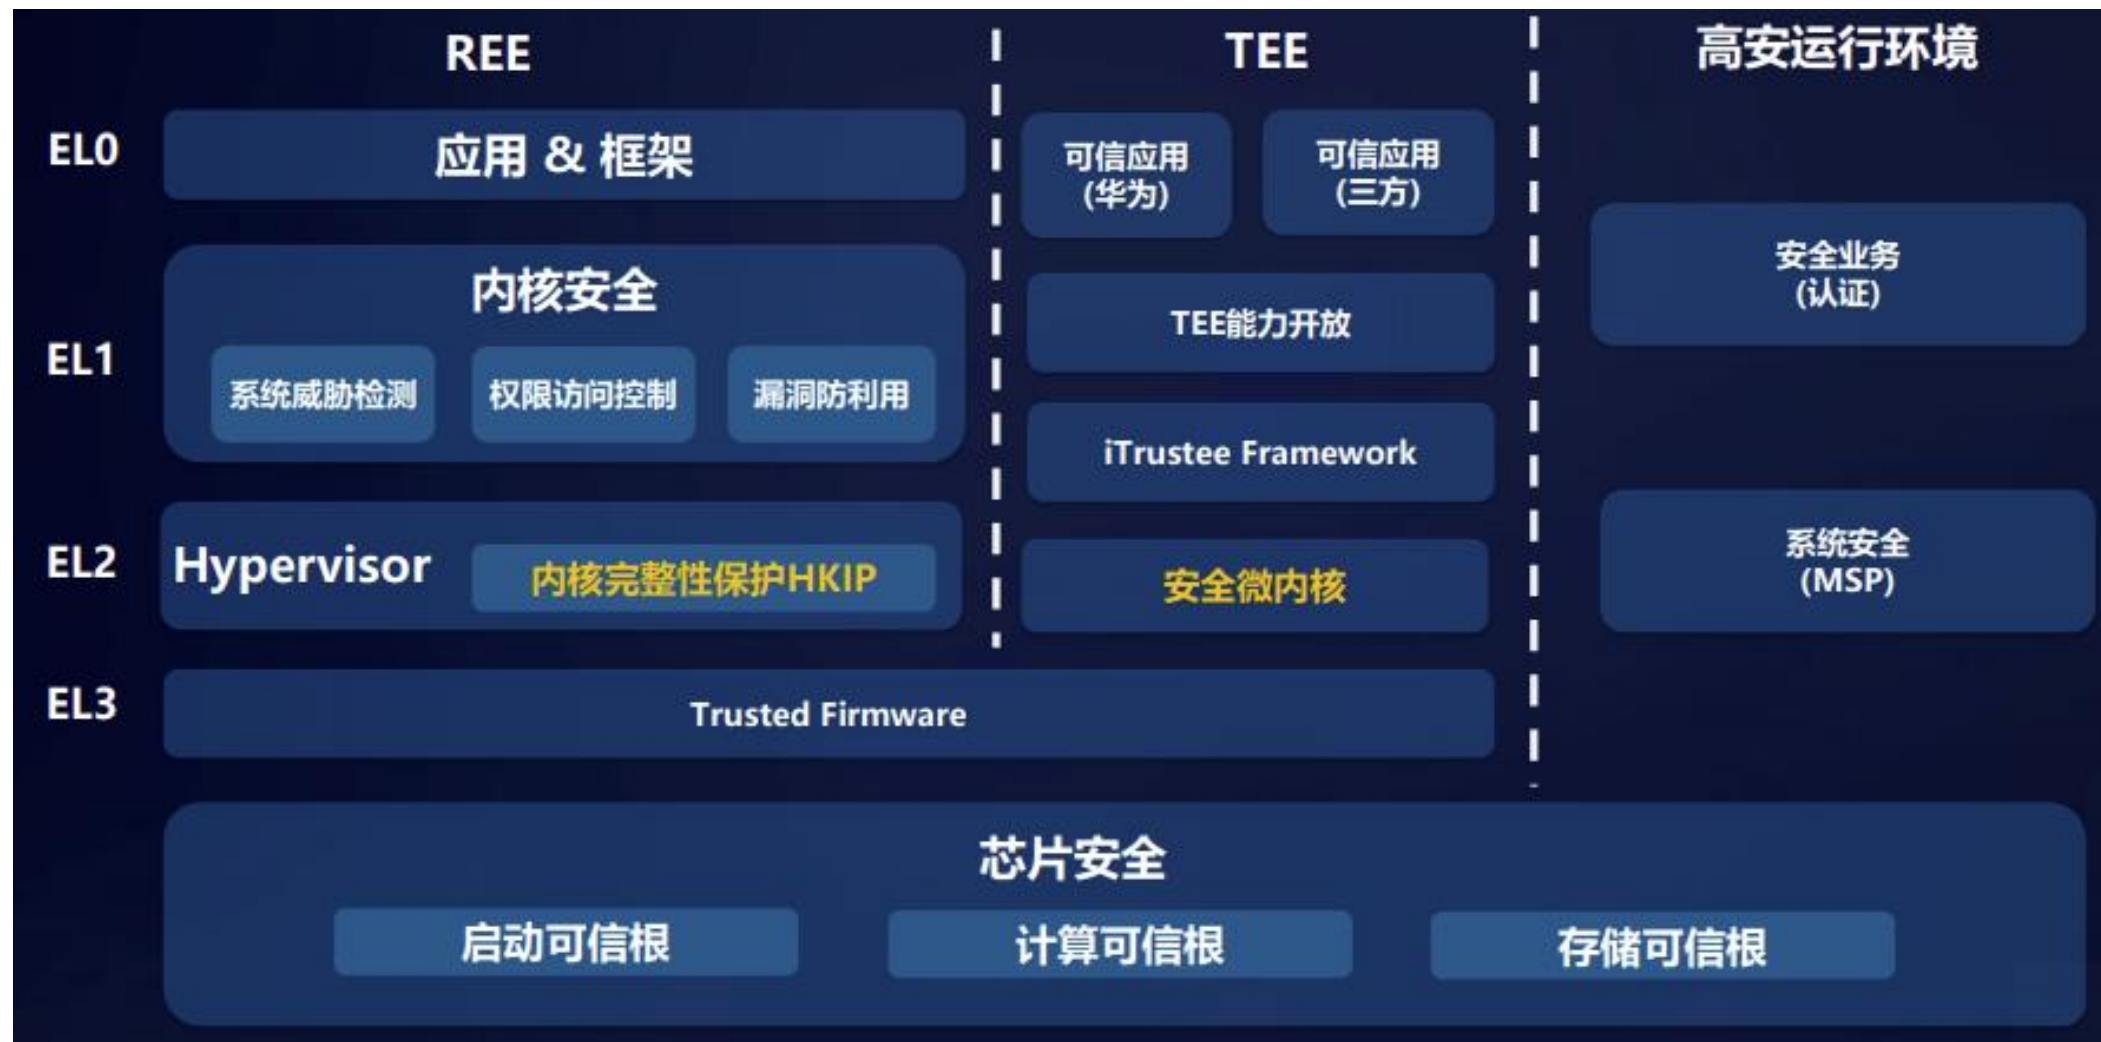 REE
TEE
高安运行环境
EL0
应用 & 框架
可信应用
(华为)
可信应用
(三方)
安全业务
(认证)
EL1
内核安全
系统威胁检测
权限访问控制
漏洞防利用
TEE能力开放
iTrustee Framework
EL2
Hypervisor
内核完整性保护HKIP
安全微内核
系统安全
(MSP)
EL3
Trusted Firmware
芯片安全
启动可信根
计算可信根
存储可信根